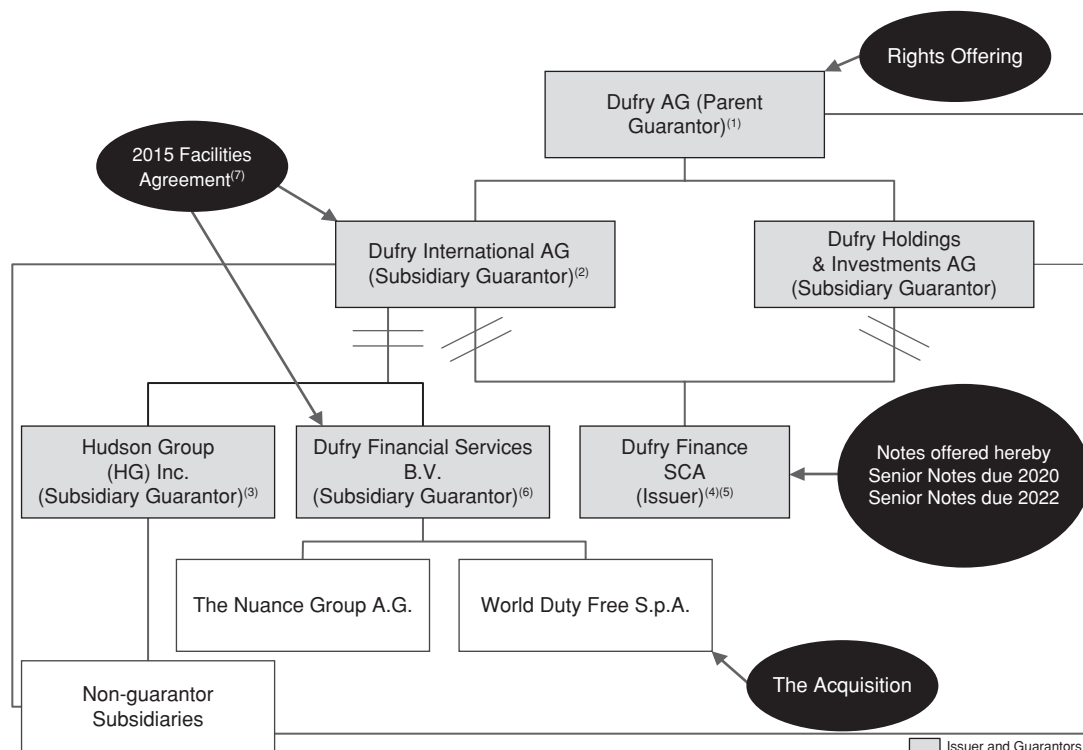 Rights Offering
Dufry AG (Parent
Guarantor)(1)
2015 Facilities
Agreement(7)
Dufry International AG
(Subsidiary Guarantor)(2)
Dufry Holdings
& Investments AG
(Subsidiary Guarantor)
Hudson Group
(HG) Inc.
(Subsidiary Guarantor)(3)
Dufry Financial Services
B.V.
(Subsidiary Guarantor)(6)
Dufry Finance
SCA
(Issuer)(4)(5)
Notes offered hereby
Senior Notes due 2020
Senior Notes due 2022
The Nuance Group A.G.
World Duty Free S.p.A.
The Acquisition
Non-guarantor
Subsidiaries
Issuer and Guarantors